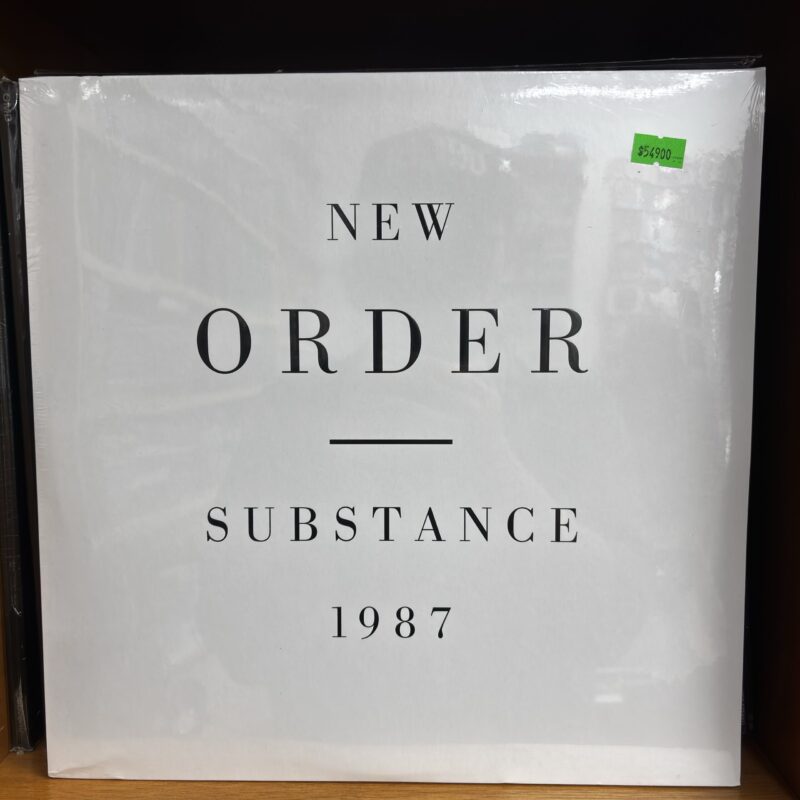 $54900
NEW
ORDER
SUBSTANCE
1987